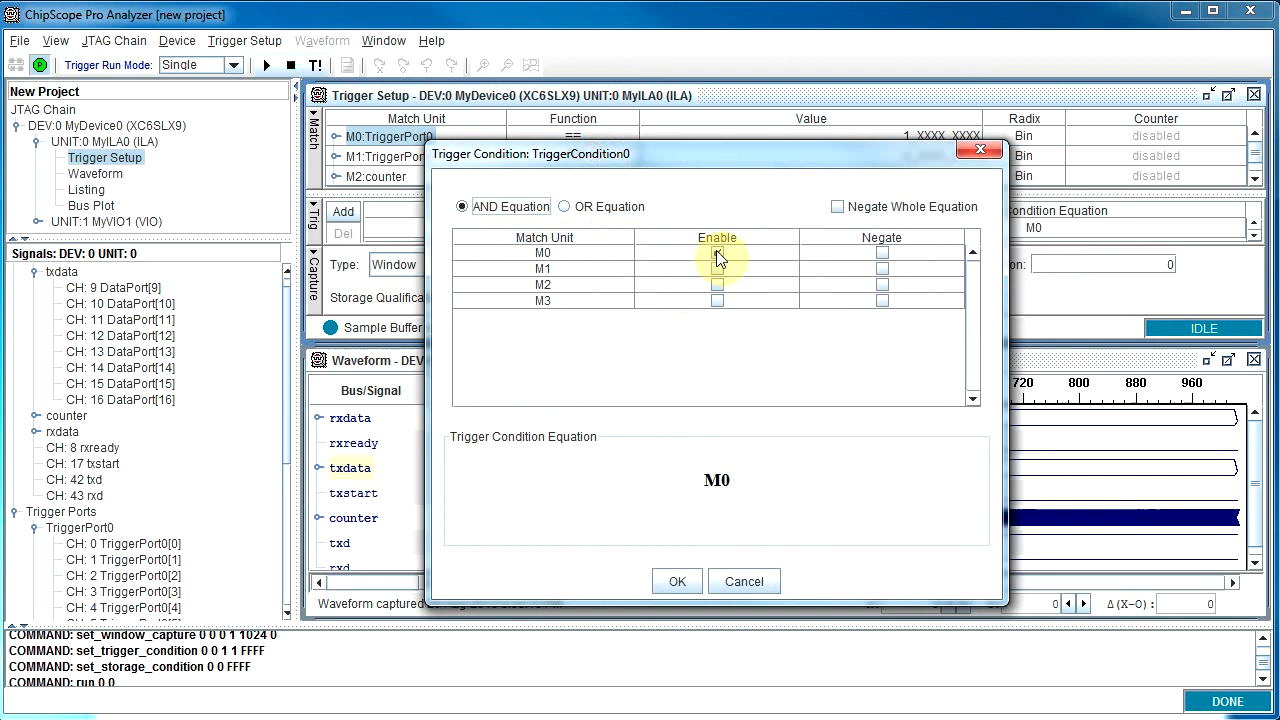 ChipScope Pro Analyzer [new project]
File View JTAG Chain Device Trigger Setup Waveform Window Help
Trigger Run Mode: Single T!
New Project
JTAG Chain
DEV:0 MyDevice0 (XC6SLX9)
UNIT:0 MyILA0 (ILA)
Trigger Setup
Waveform
Listing
Bus Plot
UNIT:1 MyVIO1 (VIO)
Signals: DEV: 0 UNIT: 0
txdata
CH: 9 DataPort[9]
CH: 10 DataPort[10]
CH: 11 DataPort[11]
CH: 12 DataPort[12]
CH: 13 DataPort[13]
CH: 14 DataPort[14]
CH: 15 DataPort[15]
CH: 16 DataPort[16]
counter
rxdata
CH: 8 rxready
CH: 17 txstart
CH: 42 txd
CH: 43 rxd
Trigger Ports
TriggerPort0
CH: 0 TriggerPort0[0]
CH: 1 TriggerPort0[1]
CH: 2 TriggerPort0[2]
CH: 3 TriggerPort0[3]
CH: 4 TriggerPort0[4]
Trigger Setup - DEV:0 MyDevice0 (XC6SLX9) UNIT:0 MyILA0 (ILA)
Match
Match Unit Function Value Radix Counter
M0:TriggerPort0 == 1_XXXX_XXXX Bin disabled
M1:TriggerPor Bin disabled
M2:counter Bin disabled
Trig
Add
Del
ondition Equation
M0
Capture
Type: Window
on: 0
Storage Qualifica
Sample Buffer
IDLE
Trigger Condition: TriggerCondition0
AND Equation OR Equation Negate Whole Equation
Match Unit Enable Negate
M0
M1
M2
M3
Trigger Condition Equation
M0
OK Cancel
Waveform - DEV
Bus/Signal
720 800 880 960
rxdata
rxready
txdata
txstart
counter
txd
rxd
Waveform captured
0 Δ(X-O): 0
COMMAND: set_window_capture 0 0 0 1 1024 0
COMMAND: set_trigger_condition 0 0 1 1 FFFF
COMMAND: set_storage_condition 0 0 FFFF
COMMAND: run 0 0
DONE